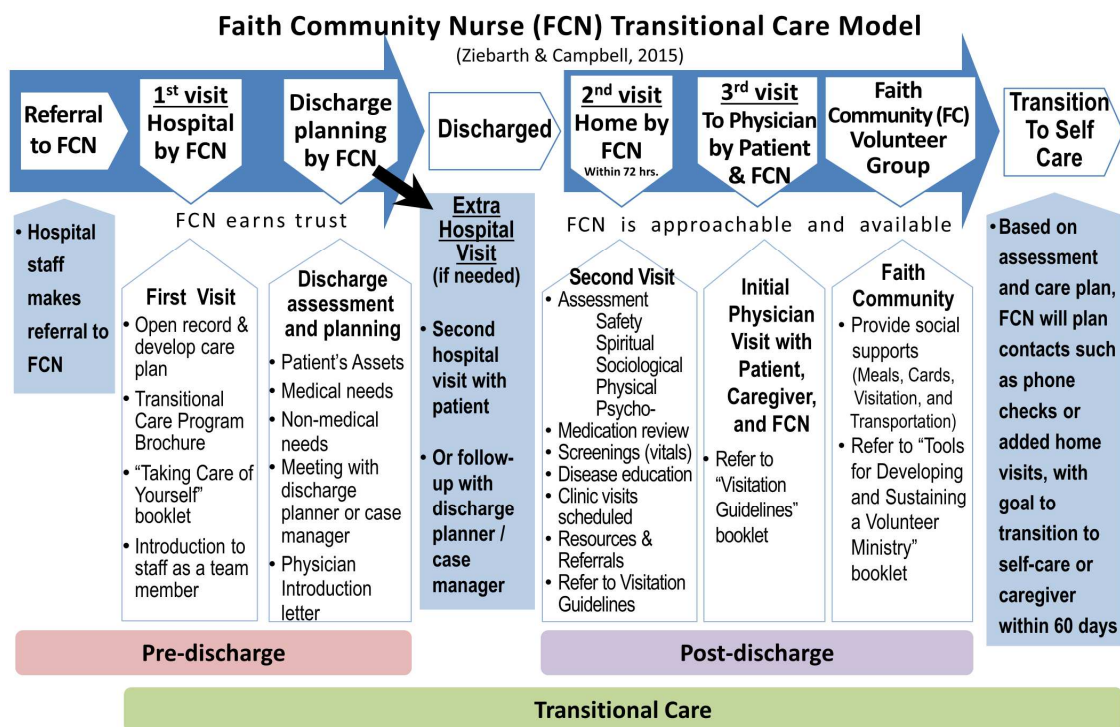 Faith Community Nurse (FCN) Transitional Care Model
(Ziebarth & Campbell, 2015)
Referral
to FCN
1st visit
Hospital
by FCN
Discharge
planning
by FCN
Discharged
2nd visit
Home by
FCN
Within 72 hrs.
3rd visit
To Physician
by Patient
& FCN
Faith
Community (FC)
Volunteer
Group
Transition
To Self
Care
• Hospital
staff
makes
referral to
FCN
FCN earns trust
First Visit
• Open record &
develop care
plan
• Transitional
Care Program
Brochure
• “Taking Care of
Yourself”
booklet
• Introduction to
staff as a team
member
Discharge
assessment
and planning
• Patient’s Assets
• Medical needs
• Non-medical
needs
• Meeting with
discharge
planner or case
manager
• Physician
Introduction
letter
Extra
Hospital
Visit
(if needed)
• Second
hospital
visit with
patient
• Or follow-
up with
discharge
planner /
case
manager
FCN is approachable and available
Second Visit
• Assessment
Safety
Spiritual
Sociological
Physical
Psycho-
• Medication review
• Screenings (vitals)
• Disease education
• Clinic visits
scheduled
• Resources &
Referrals
• Refer to Visitation
Guidelines
Initial
Physician
Visit with
Patient,
Caregiver,
and FCN
• Refer to
“Visitation
Guidelines”
booklet
Faith
Community
• Provide social
supports
(Meals, Cards,
Visitation, and
Transportation)
• Refer to “Tools
for Developing
and Sustaining
a Volunteer
Ministry”
booklet
• Based on
assessment
and care plan,
FCN will plan
contacts such
as phone
checks or
added home
visits, with
goal to
transition to
self-care or
caregiver
within 60 days
Pre-discharge
Post-discharge
Transitional Care